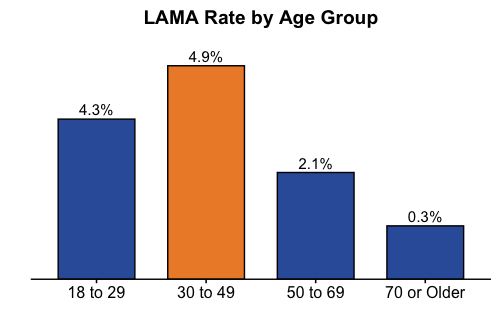 LAMA Rate by Age Group
4.9%
4.3%
2.1%
0.3%
18 to 29
30 to 49
50 to 69
70 or Older